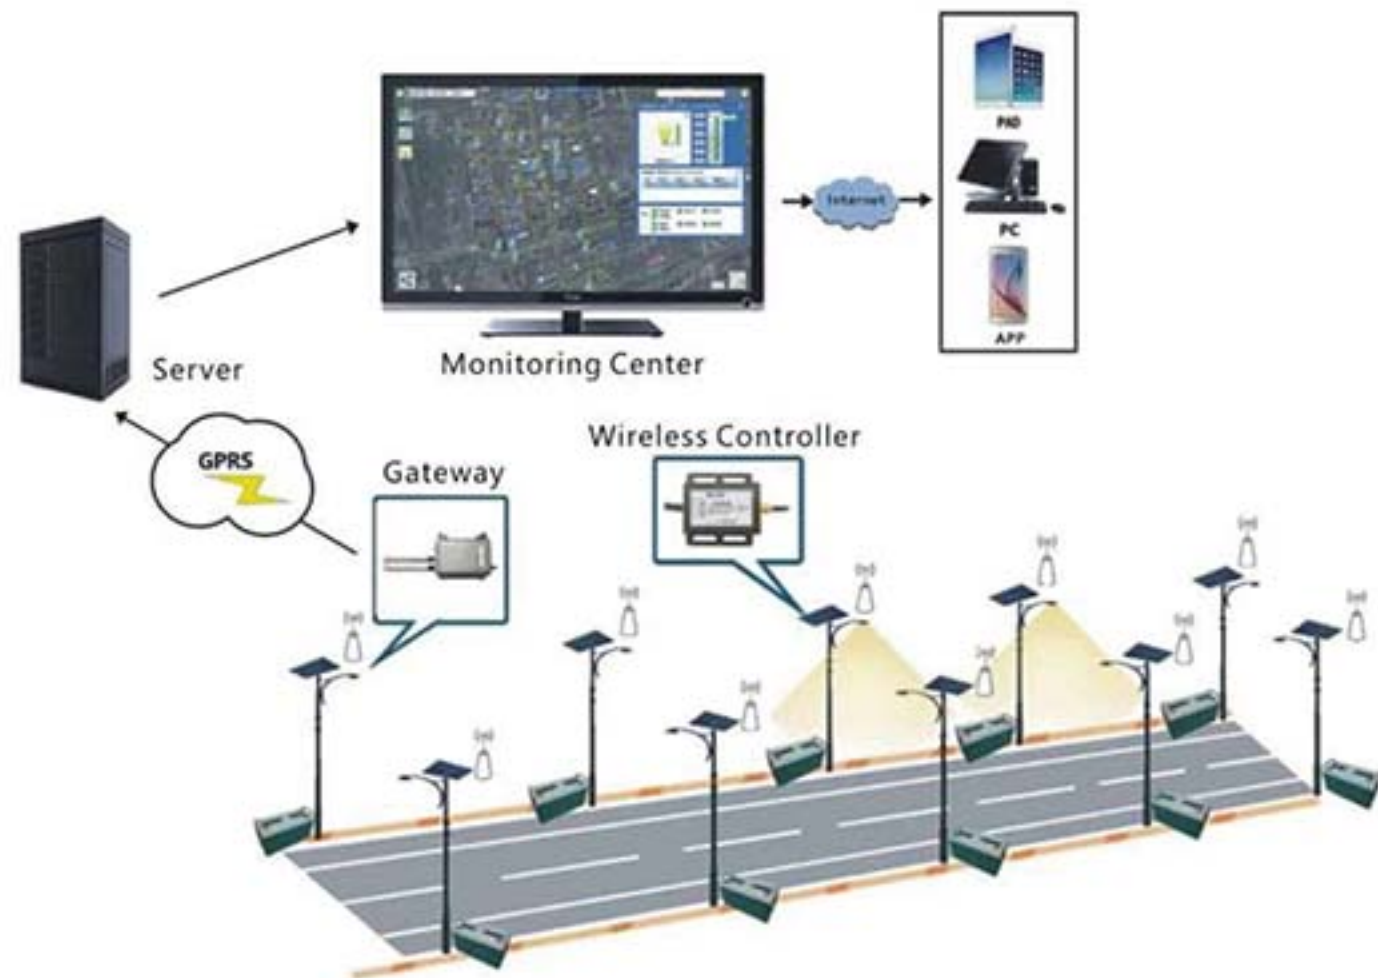 PAD
Internet
PC
APP
Monitoring Center
Server
Wireless Controller
GPRS
Gateway